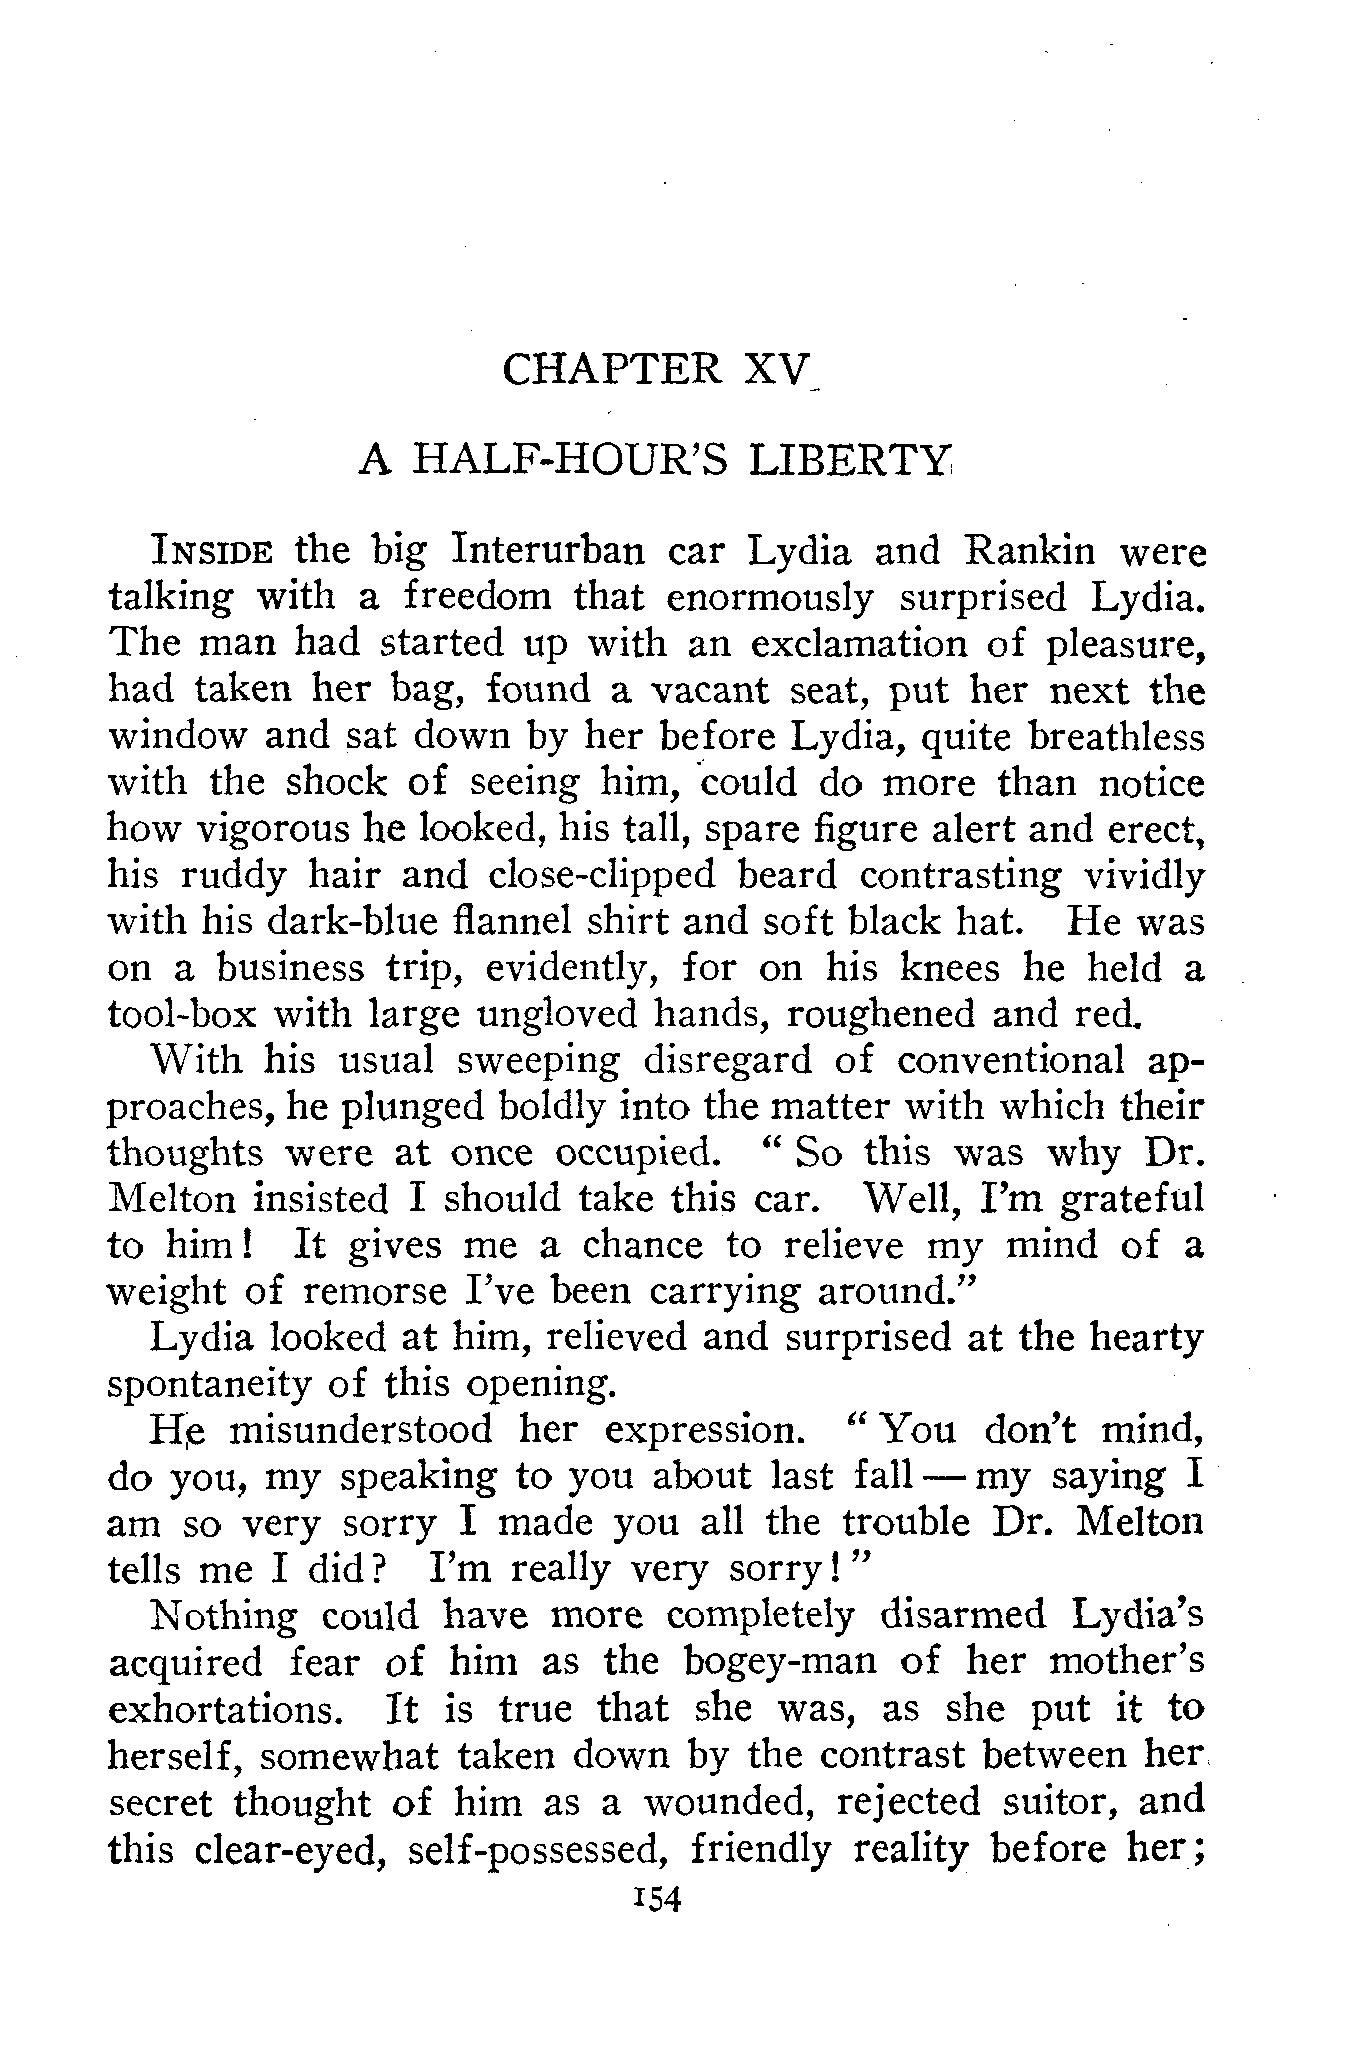 CHAPTER XV
A HALF-HOUR'S LIBERTY
INSIDE the big Interurban car Lydia and Rankin were
talking with a freedom that enormously surprised Lydia.
The man had started up with an exclamation of pleasure,
had taken her bag, found a vacant seat, put her next the
window and sat down by her before Lydia, quite breathless
with the shock of seeing him, could do more than notice
how vigorous he looked, his tall, spare figure alert and erect,
his ruddy hair and close-clipped beard contrasting vividly
with his dark-blue flannel shirt and soft black hat. He was
on a business trip, evidently, for on his knees he held a
tool-box with large ungloved hands, roughened and red.
With his usual sweeping disregard of conventional ap-
proaches, he plunged boldly into the matter with which their
thoughts were at once occupied. “ So this was why Dr.
Melton insisted I should take this car. Well, I’m grateful
to him! It gives me a chance to relieve my mind of a
weight of remorse I’ve been carrying around.”
Lydia looked at him, relieved and surprised at the hearty
spontaneity of this opening.
He misunderstood her expression. “ You don’t mind,
do you, my speaking to you about last fall — my saying I
am so very sorry I made you all the trouble Dr. Melton
tells me I did? I’m really very sorry! ”
Nothing could have more completely disarmed Lydia’s
acquired fear of him as the bogey-man of her mother’s
exhortations. It is true that she was, as she put it to
herself, somewhat taken down by the contrast between her
secret thought of him as a wounded, rejected suitor, and
this clear-eyed, self-possessed, friendly reality before her;
154